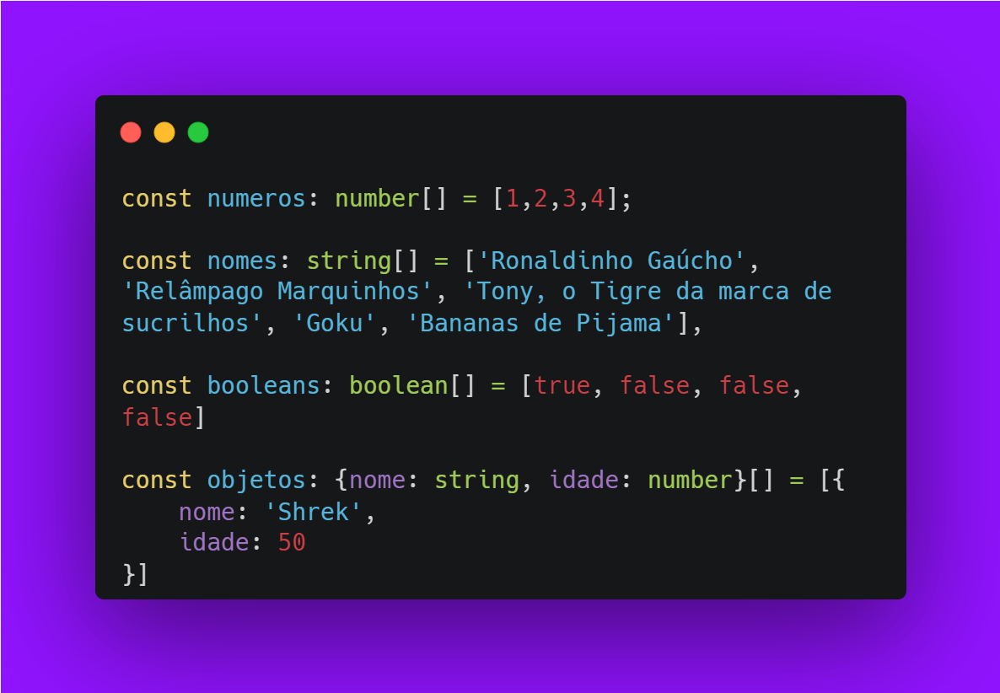 const numeros: number[] = [1,2,3,4];
const nomes: string[] = ['Ronaldinho Gaúcho',
'Relâmpago Marquinhos', 'Tony, o Tigre da marca de
sucrilhos', 'Goku', 'Bananas de Pijama'],
const booleans: boolean[] = [true, false, false,
false]
const objetos: {nome: string, idade: number}[] = [{
    nome: 'Shrek',
    idade: 50
}]